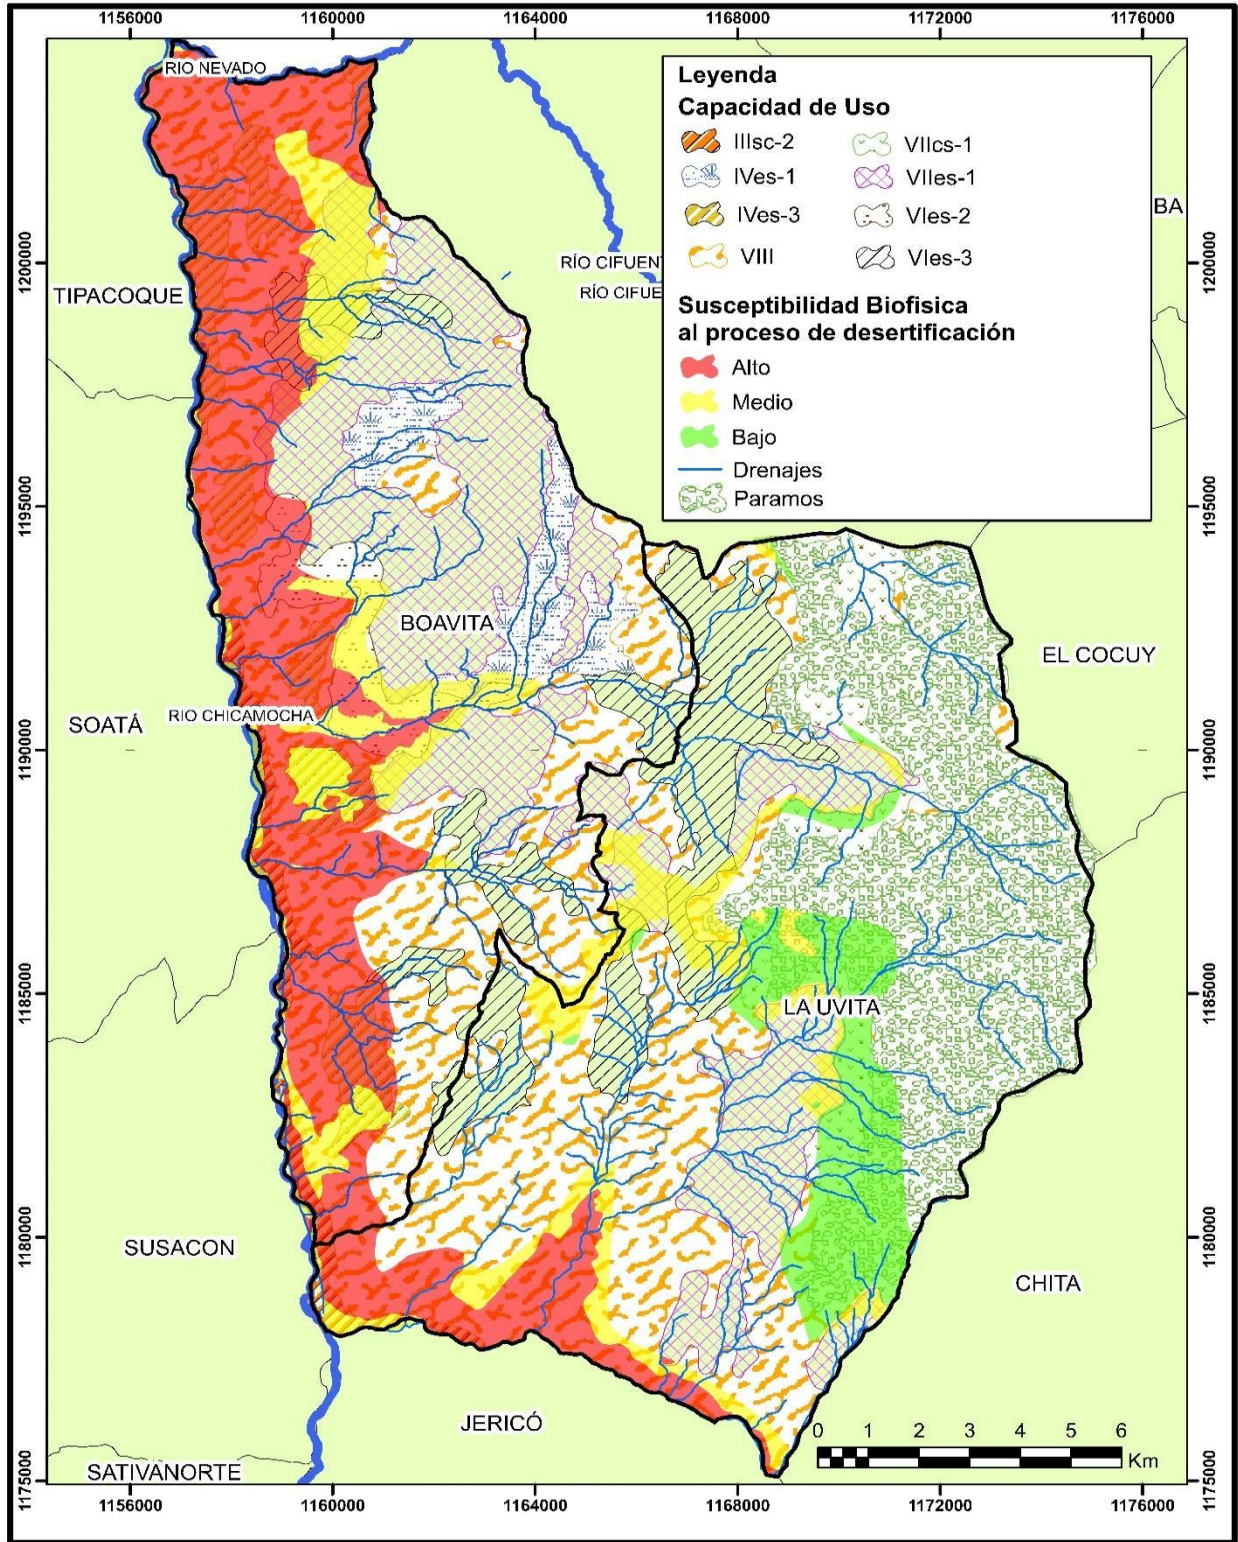 1156000 1160000 1164000 1168000 1172000 1176000
RIO NEVADO
Leyenda
Capacidad de Uso
IIIsc-2
VIIcs-1
IVes-1
VIIes-1
IVes-3
VIes-2
VIII
VIes-3
BA
1200000
1200000
RÍO CIFUENT
RÍO CIFUE
TIPACOQUE
Susceptibilidad Biofisica
al proceso de desertificación
Alto
Medio
Bajo
Drenajes
Paramos
1195000
1195000
BOAVITA
EL COCUY
SOATÁ
RIO CHICAMOCHA
1190000
1190000
1185000
1185000
LA UVITA
1180000
1180000
SUSACON
CHITA
JERICÓ
0 1 2 3 4 5 6
Km
SATIVANORTE
1175000
1175000
1156000 1160000 1164000 1168000 1172000 1176000